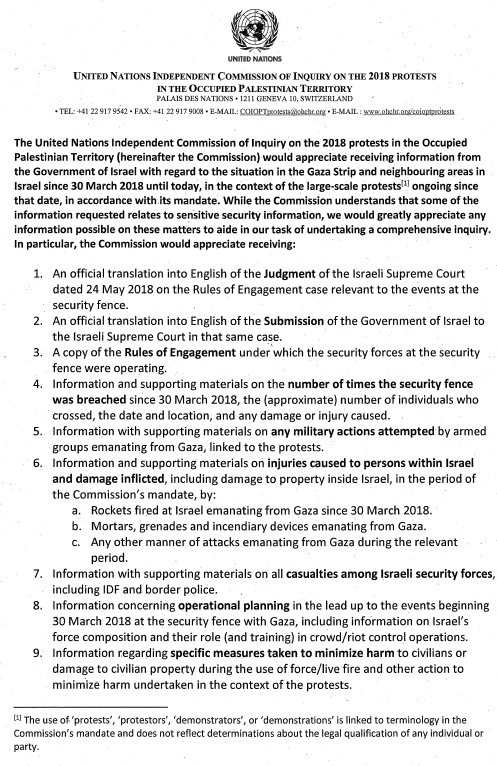 UNITED NATIONS
UNITED NATIONS INDEPENDENT COMMISSION OF INQUIRY ON THE 2018 PROTESTS
IN THE OCCUPIED PALESTINIAN TERRITORY
PALAIS DES NATIONS • 1211 GENEVA 10, SWITZERLAND
• TEL: +41 22 917 9542 • FAX: +41 22 917 9008 • E-MAIL: COIOPTprotests@ohchr.org • E-MAIL : www.ohchr.org/coioptprotests
The United Nations Independent Commission of Inquiry on the 2018 protests in the Occupied
Palestinian Territory (hereinafter the Commission) would appreciate receiving information from
the Government of Israel with regard to the situation in the Gaza Strip and neighbouring areas in
Israel since 30 March 2018 until today, in the context of the large-scale protests[1] ongoing since
that date, in accordance with its mandate. While the Commission understands that some of the
information requested relates to sensitive security information, we would greatly appreciate any
information possible on these matters to aide in our task of undertaking a comprehensive inquiry.
In particular, the Commission would appreciate receiving:
1. An official translation into English of the Judgment of the Israeli Supreme Court
dated 24 May 2018 on the Rules of Engagement case relevant to the events at the
security fence.
2. An official translation into English of the Submission of the Government of Israel to
the Israeli Supreme Court in that same case.
3. A copy of the Rules of Engagement under which the security forces at the security
fence were operating.
4. Information and supporting materials on the number of times the security fence
was breached since 30 March 2018, the (approximate) number of individuals who
crossed, the date and location, and any damage or injury caused.
5. Information with supporting materials on any military actions attempted by armed
groups emanating from Gaza, linked to the protests.
6. Information and supporting materials on injuries caused to persons within Israel
and damage inflicted, including damage to property inside Israel, in the period of
the Commission's mandate, by:
a. Rockets fired at Israel emanating from Gaza since 30 March 2018.
b. Mortars, grenades and incendiary devices emanating from Gaza.
c. Any other manner of attacks emanating from Gaza during the relevant
period.
7. Information with supporting materials on all casualties among Israeli security forces,
including IDF and border police.
8. Information concerning operational planning in the lead up to the events beginning
30 March 2018 at the security fence with Gaza, including information on Israel's
force composition and their role (and training) in crowd/riot control operations.
9. Information regarding specific measures taken to minimize harm to civilians or
damage to civilian property during the use of force/live fire and other action to
minimize harm undertaken in the context of the protests.
[1] The use of 'protests', 'protestors', 'demonstrators', or 'demonstrations' is linked to terminology in the
Commission's mandate and does not reflect determinations about the legal qualification of any individual or
party.